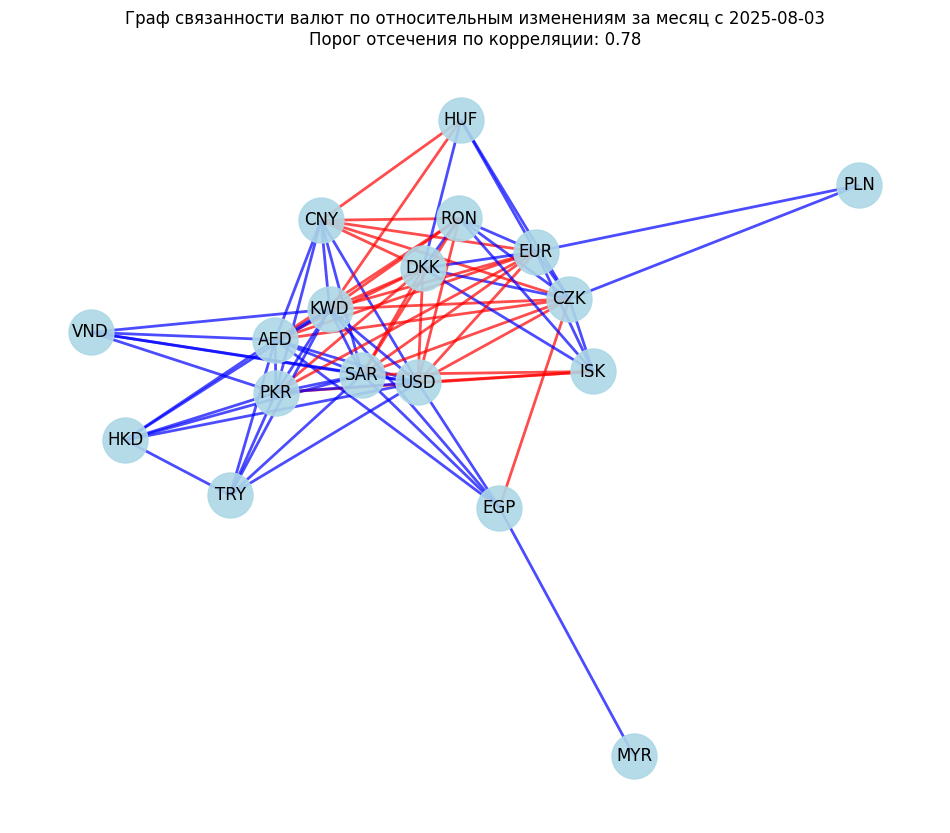 Граф связанности валют по относительным изменениям за месяц с 2025-08-03
Порог отсечения по корреляции: 0.78
HUF
PLN
CNY
RON
EUR
DKK
CZK
KWD
VND
AED
ISK
SAR
USD
PKR
HKD
TRY
EGP
MYR